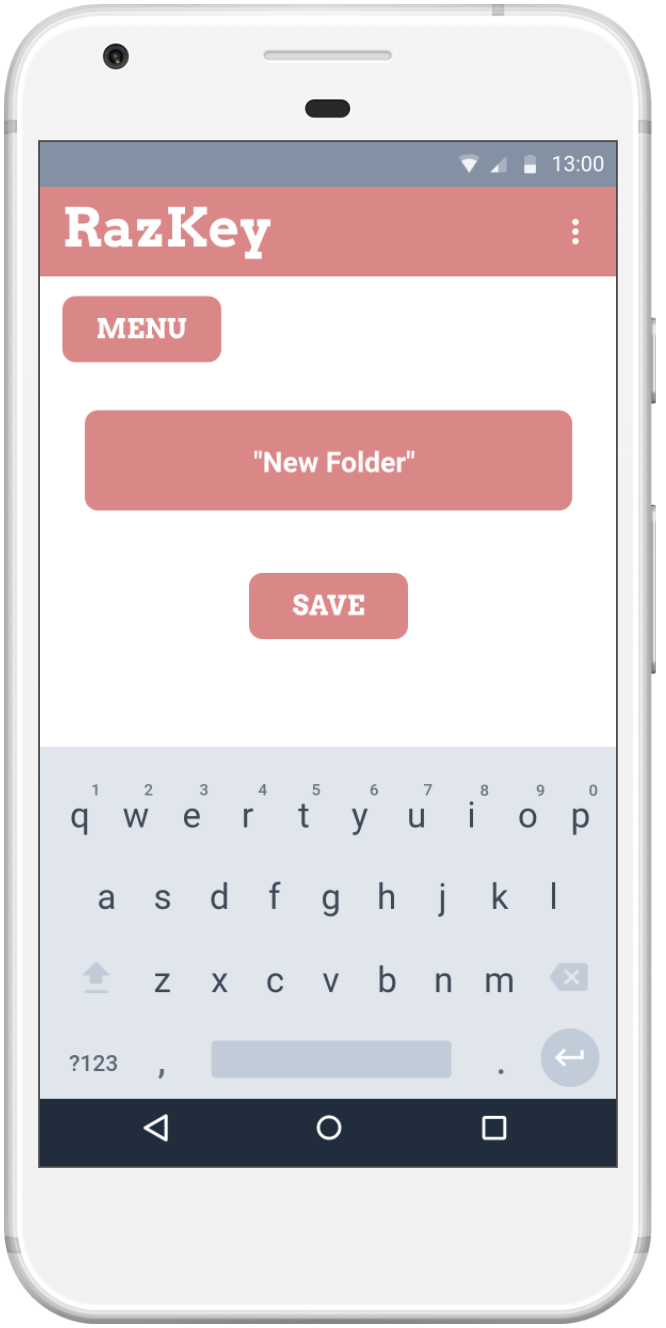 13:00
RazKey
MENU
"New Folder"
SAVE
1 2 3 4 5 6 7 8 9 0
q w e r t y u i o p
a s d f g h j k l
z x c v b n m
?123 , .